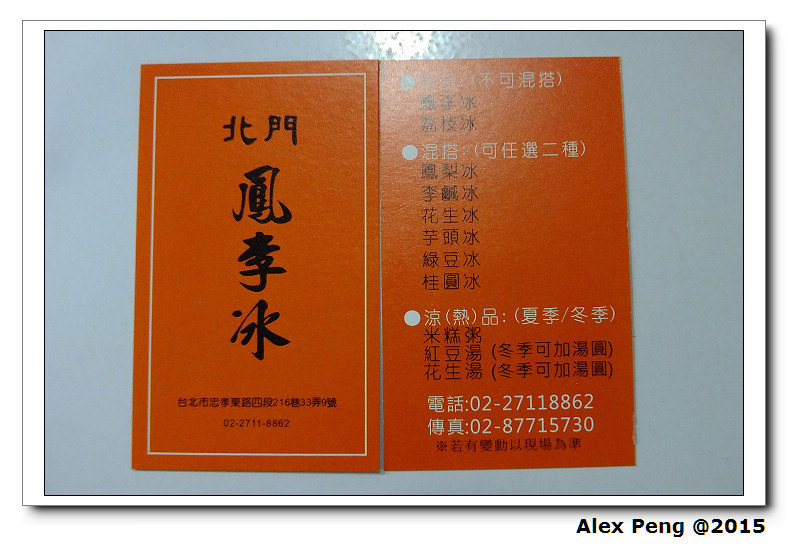 北門
鳳李冰
台北市忠孝東路四段216巷33弄9號
02-2711-8862
(不可混搭)
鳳李冰
荔枝冰
●混搭:(可任選二種)
鳳梨冰
李鹹冰
花生冰
芋頭冰
綠豆冰
桂圓冰
●涼(熱)品:(夏季/冬季)
米糕粥
紅豆湯 (冬季可加湯圓)
花生湯 (冬季可加湯圓)
電話:02-27118862
傳真:02-87715730
※若有變動以現場為準
Alex Peng @2015